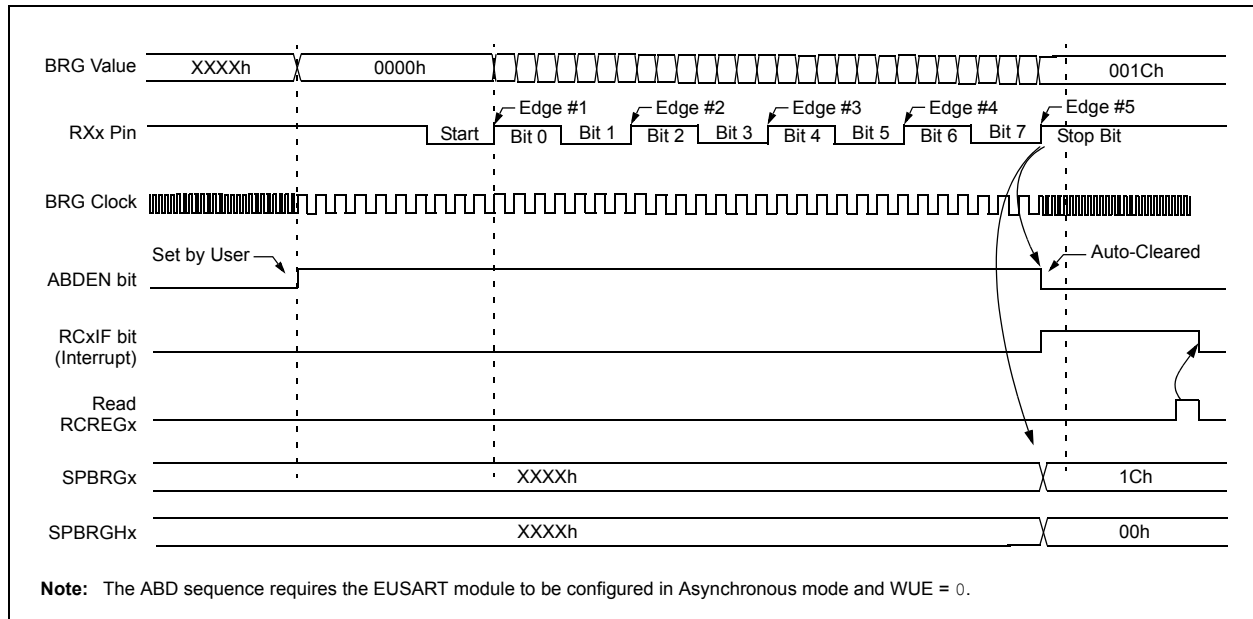 BRG Value
XXXXh
0000h
001Ch
Edge #1
Edge #2
Edge #3
Edge #4
Edge #5
RXx Pin
Start
Bit 0
Bit 1
Bit 2
Bit 3
Bit 4
Bit 5
Bit 6
Bit 7
Stop Bit
BRG Clock
Set by User
Auto-Cleared
ABDEN bit
RCxIF bit
(Interrupt)
Read
RCREGx
SPBRGx
XXXXh
1Ch
SPBRGHx
XXXXh
00h
Note: The ABD sequence requires the EUSART module to be configured in Asynchronous mode and WUE = 0.